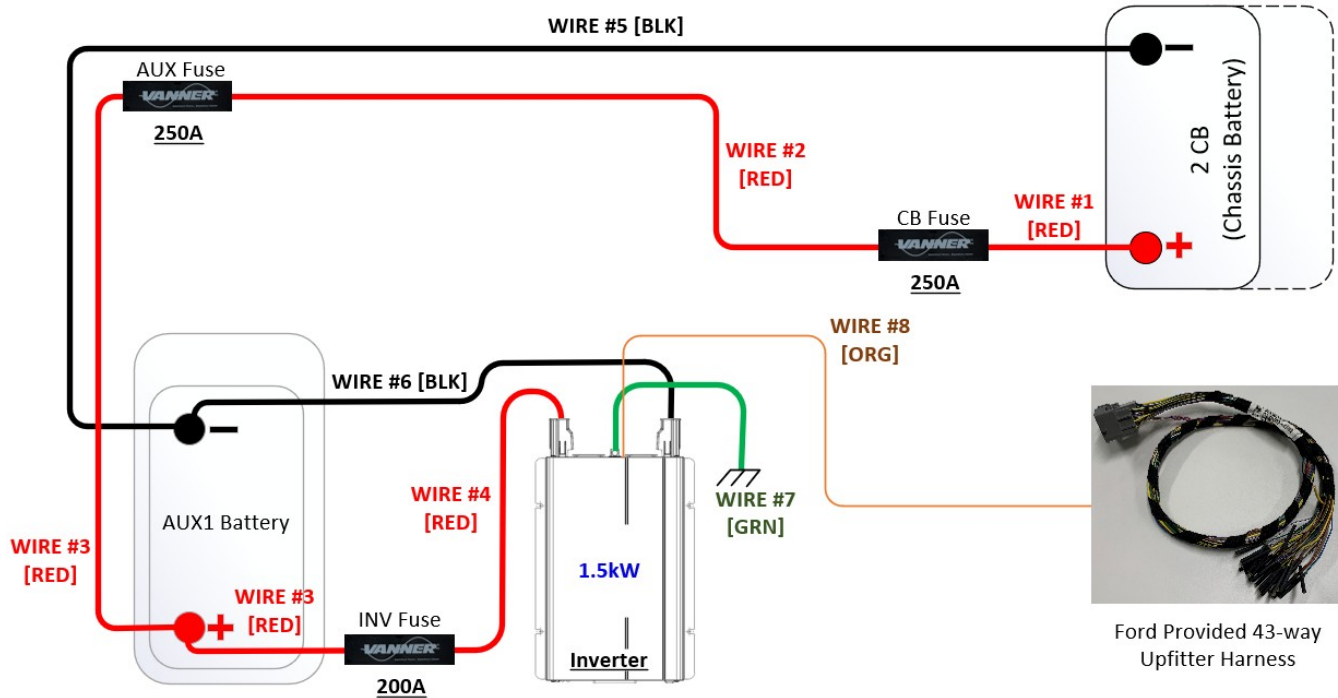 WIRE #5 [BLK]
AUX Fuse
VANNER
250A
WIRE #2
[RED]
WIRE #1
[RED]
CB Fuse
VANNER
250A
2 CB
(Chassis Battery)
WIRE #8
[ORG]
WIRE #6 [BLK]
WIRE #4
[RED]
WIRE #7
[GRN]
AUX1 Battery
WIRE #3
[RED]
WIRE #3
[RED]
INV Fuse
VANNER
200A
1.5kW
Inverter
Ford Provided 43-way
Upfitter Harness